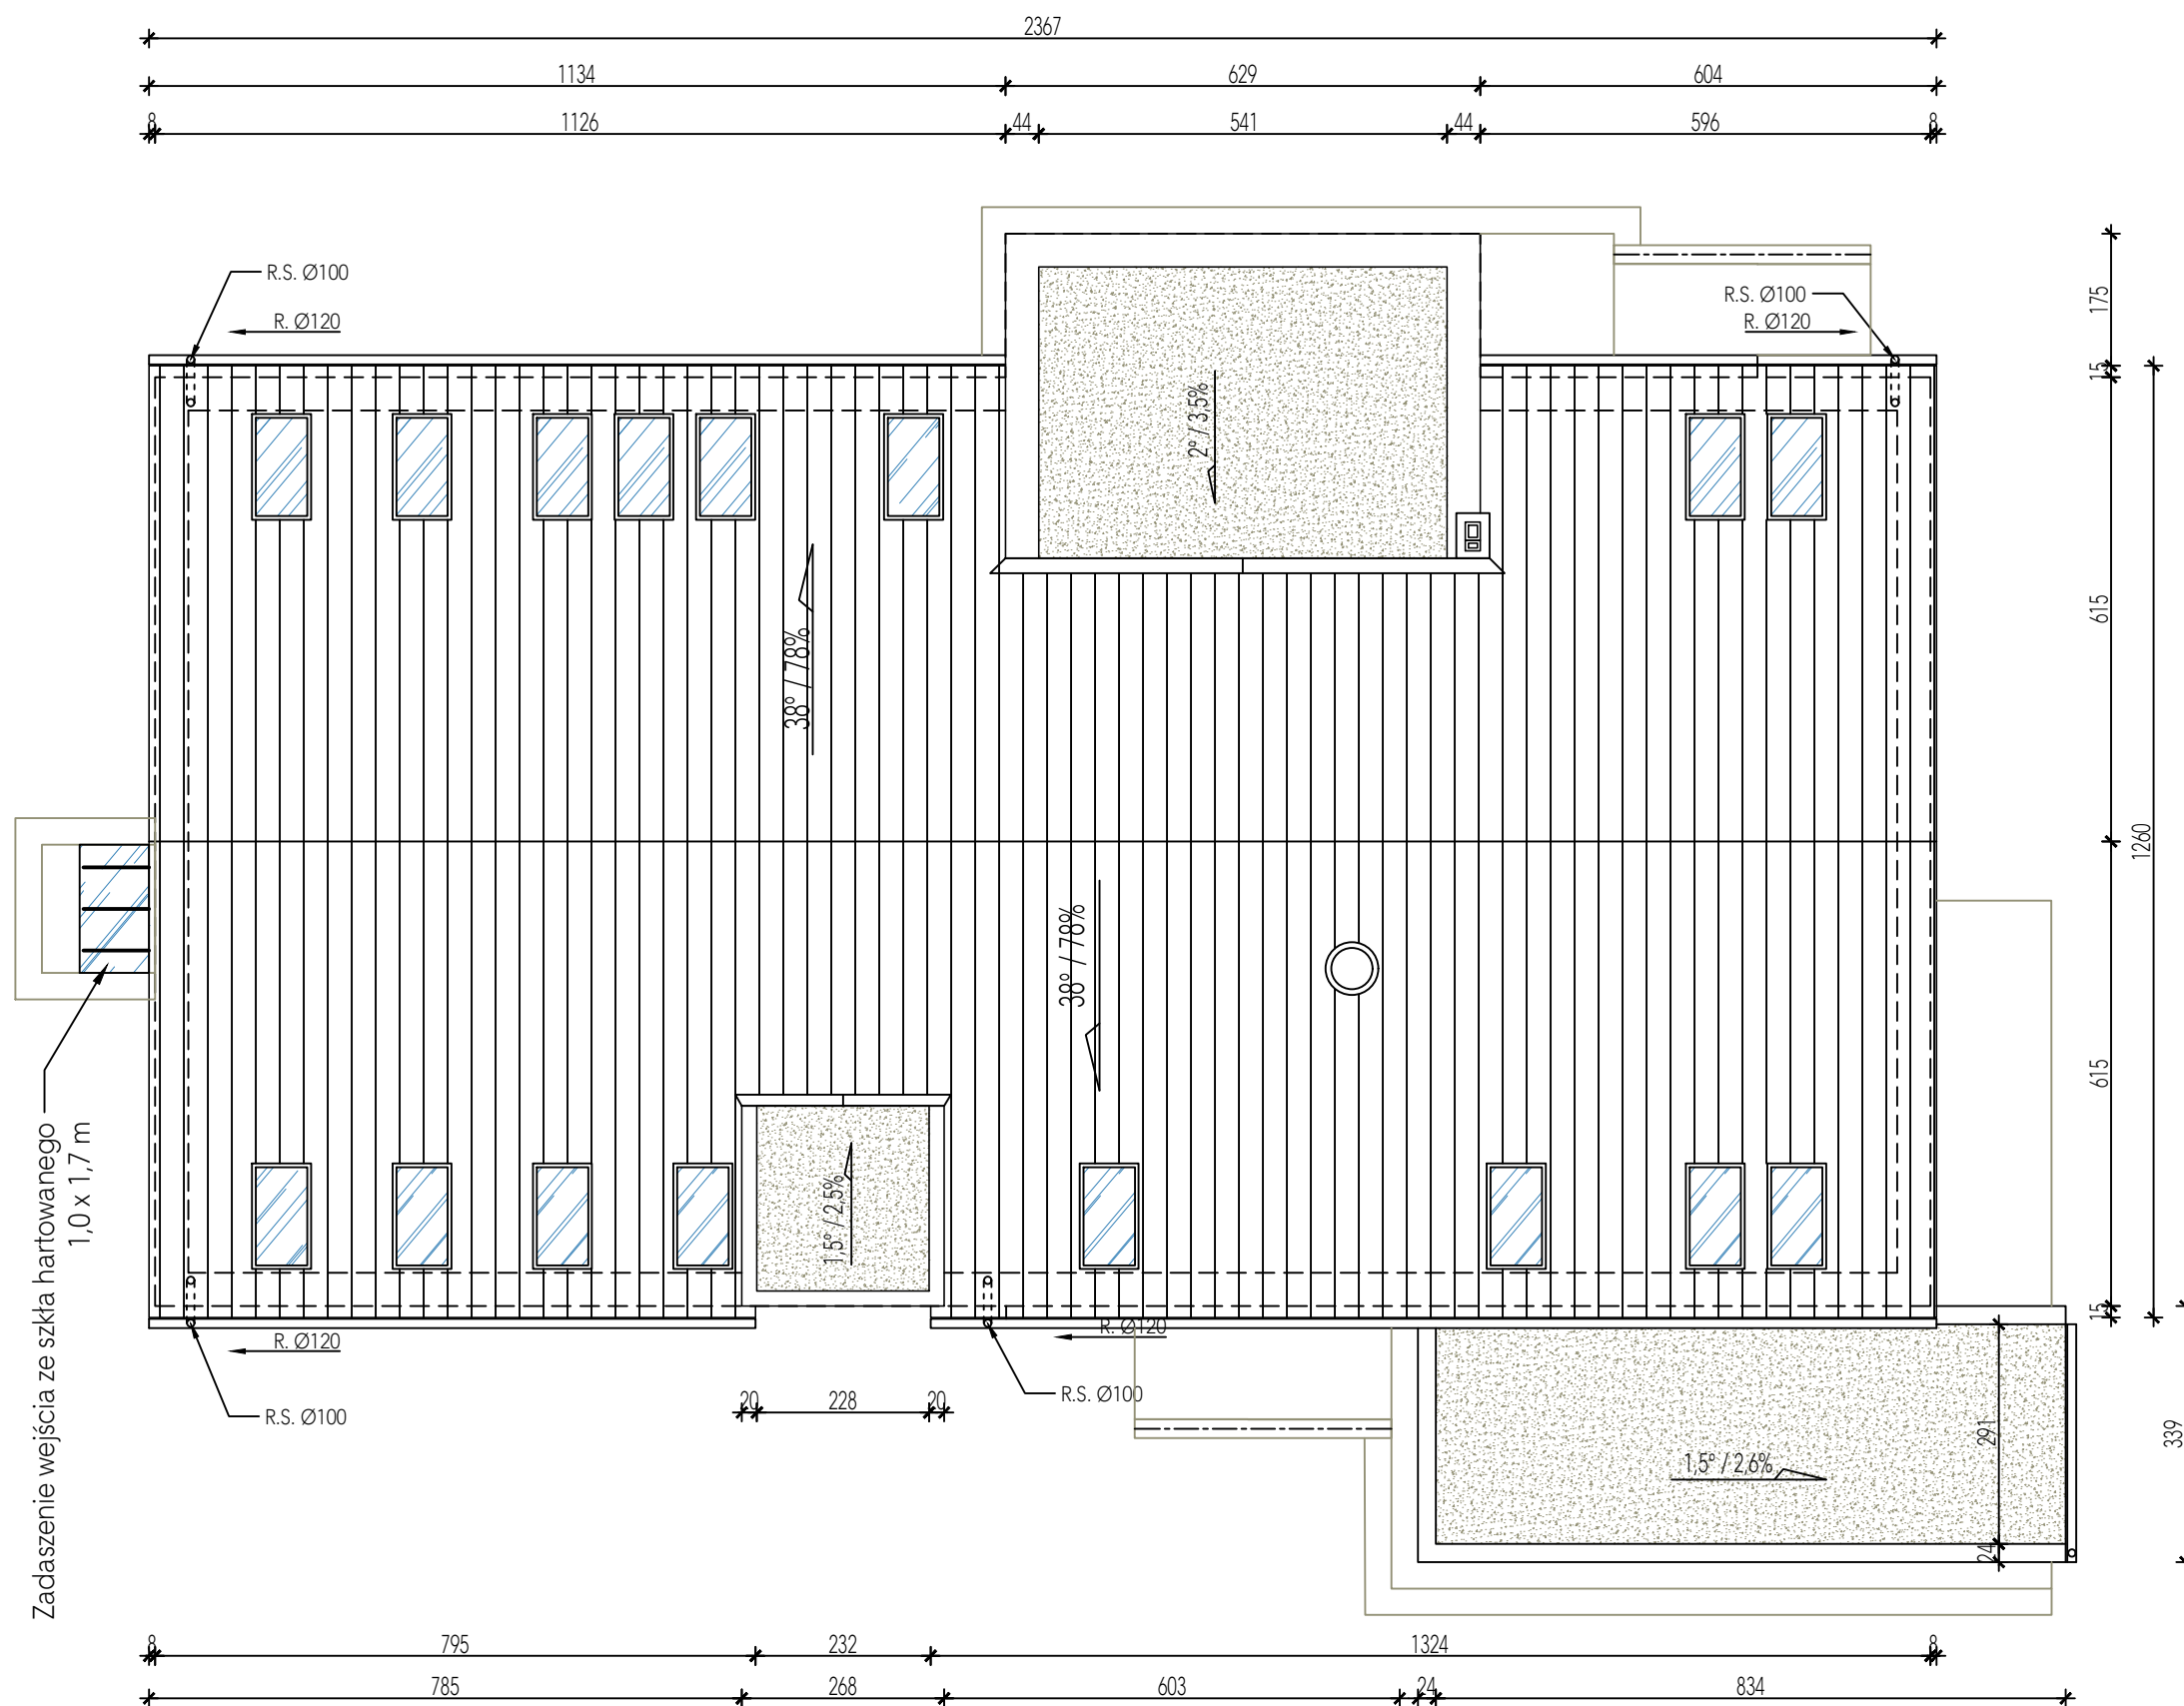 2367
1134
629
604
8
1126
44
541
44
596
8
R.S. Ø100
R. Ø120
R.S. Ø100
R. Ø120
175
15
2° / 3,5%
615
38° / 78%
1260
38° / 78%
615
Zadaszenie wejścia ze szkła hartowanego
1,0 x 1,7 m
1,5° / 2,5%
15
R. Ø120
R. Ø120
R.S. Ø100
R.S. Ø100
20
228
20
291
339
1,5° / 2,6%
24
8
795
232
1324
8
785
268
603
24
834